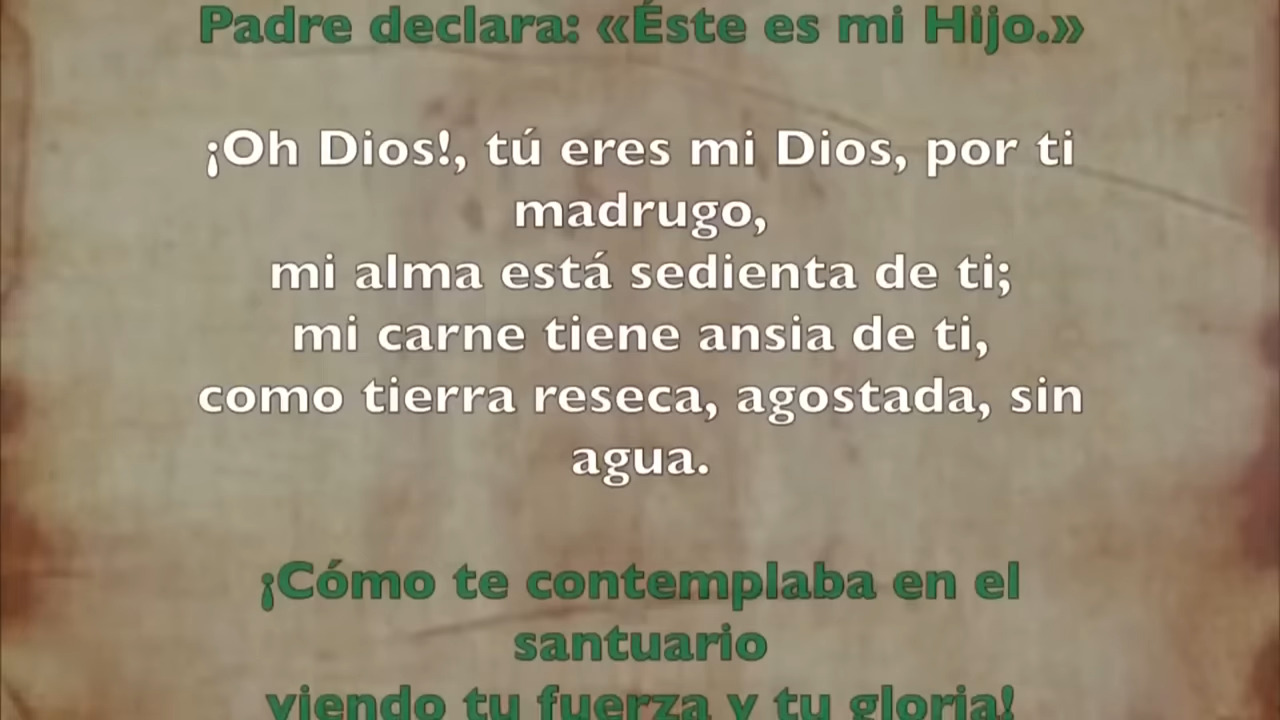 Padre declara: «Éste es mi Hijo.»
¡Oh Dios!, tú eres mi Dios, por ti
madrugo,
mi alma está sedienta de ti;
mi carne tiene ansia de ti,
como tierra reseca, agostada, sin
agua.
¡Cómo te contemplaba en el
santuario
viendo tu fuerza y tu gloria!